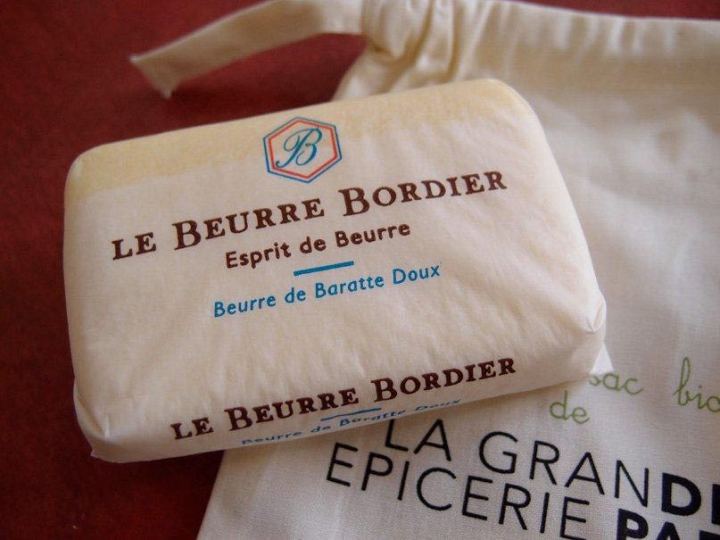 B
LE BEURRE BORDIER
Esprit de Beurre
Beurre de Baratte Doux
LE BEURRE BORDIER
Beurre de Baratte Doux
sac bio
de
LA GRANDE
EPICERIE